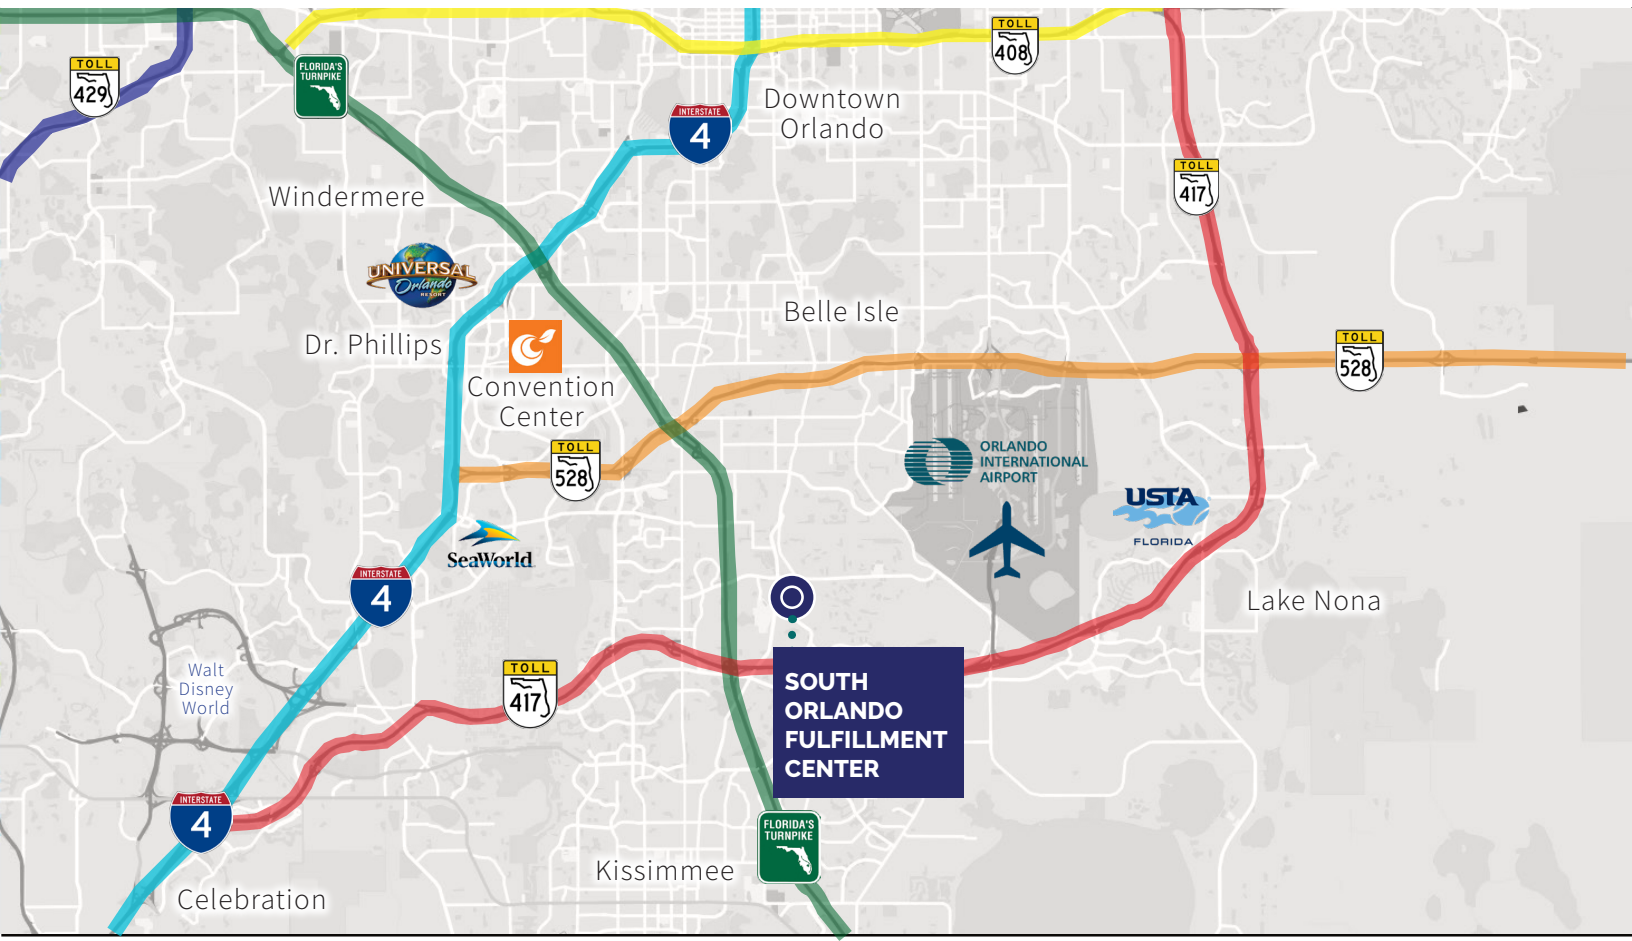 TOLL
408
TOLL
429
FLORIDA'S
TURNPIKE
INTERSTATE
4
Downtown
Orlando
TOLL
417
Windermere
UNIVERSAL
Orlando
RESORT
Belle Isle
Dr. Phillips
TOLL
528
Convention
Center
TOLL
528
ORLANDO
INTERNATIONAL
AIRPORT
USTA
FLORIDA
SeaWorld
INTERSTATE
4
Lake Nona
Walt
Disney
World
TOLL
417
SOUTH
ORLANDO
FULFILLMENT
CENTER
INTERSTATE
4
FLORIDA'S
TURNPIKE
Kissimmee
Celebration